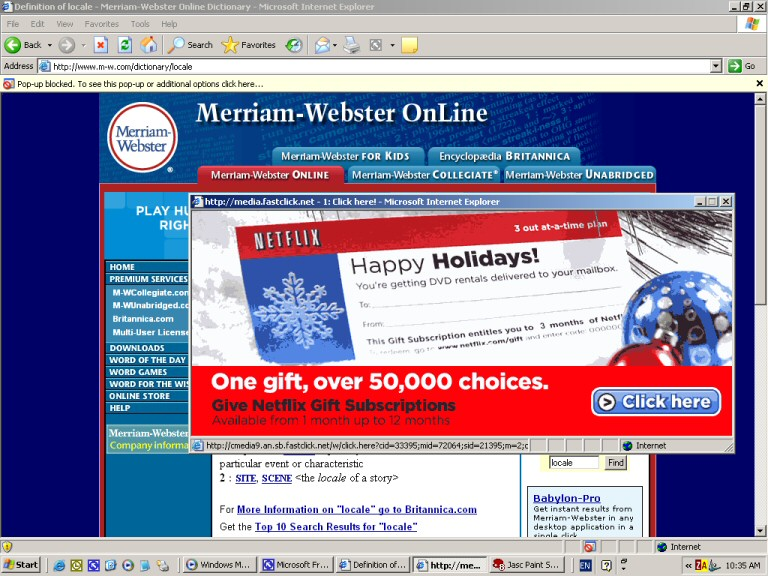 Definition of locale - Merriam-Webster Online Dictionary - Microsoft Internet Explorer
File Edit View Favorites Tools Help
Back Search Favorites
Address http://www.m-w.com/dictionary/locale Go
Pop-up blocked. To see this pop-up or additional options click here...
Merriam-Webster OnLine
Merriam-Webster
®
Merriam-Webster FOR KIDS Encyclopædia BRITANNICA
Merriam-Webster ONLINE Merriam-Webster COLLEGIATE® Merriam-Webster UNABRIDGED
http://media.fastclick.net - 1: Click here! - Microsoft Internet Explorer
PLAY HU
RIGH
NETFLIX
3 out at-a-time plan
Happy Holidays!
You're getting DVD rentals delivered to your mailbox.
To:
From:
This Gift Subscription entitles you to 3 months of Netf
www.netflix.com/gift and enter code
One gift, over 50,000 choices.
Give Netflix Gift Subscriptions
Available from 1 month up to 12 months
Click here
http://cmedia9.an.sb.fastclick.net/w/click.here?cid=33395;mid=72064;sid=21395;m=2;c
Internet
HOME
PREMIUM SERVICES
M-WCollegiate.con
M-WUnabridged.cc
Britannica.com
Multi-User License
DOWNLOADS
WORD OF THE DAY
WORD GAMES
WORD FOR THE WI
ONLINE STORE
HELP
Merriam-Webster
Company informa
particular event or characteristic
2 : SITE, SCENE <the locale of a story>
For More Information on "locale" go to Britannica.com
Get the Top 10 Search Results for "locale"
locale Find
Babylon-Pro
Get instant results from
Merriam-Webster in any
desktop application in a
single click
Internet
Start Windows M... Microsoft Fr... Definition of... http://me... Jasc Paint S... EN 10:35 AM